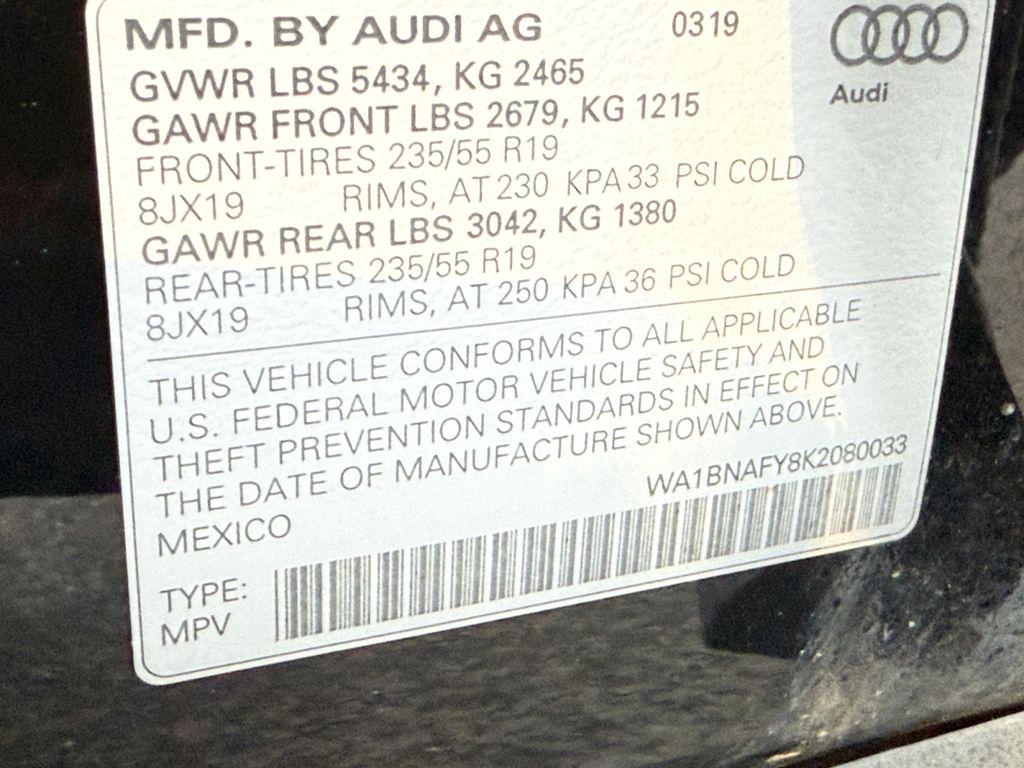 MFD. BY AUDI AG 0319
Audi
GVWR LBS 5434, KG 2465
GAWR FRONT LBS 2679, KG 1215
FRONT-TIRES 235/55 R19
8JX19 RIMS, AT 230 KPA 33 PSI COLD
GAWR REAR LBS 3042, KG 1380
REAR-TIRES 235/55 R19
8JX19 RIMS, AT 250 KPA 36 PSI COLD
THIS VEHICLE CONFORMS TO ALL APPLICABLE
U.S. FEDERAL MOTOR VEHICLE SAFETY AND
THEFT PREVENTION STANDARDS IN EFFECT ON
THE DATE OF MANUFACTURE SHOWN ABOVE.
WA1BNAFY8K2080033
MEXICO
TYPE:
MPV